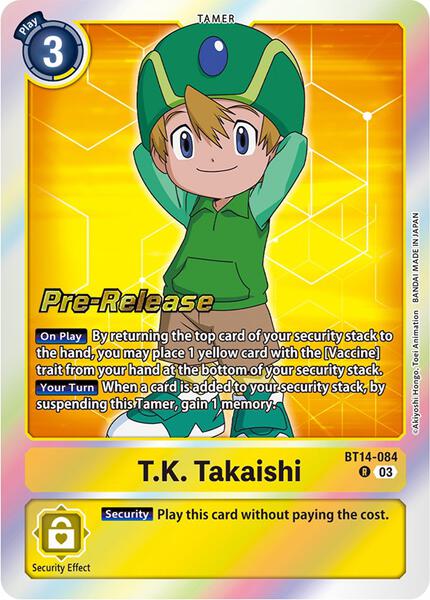 TAMER
Play
3
Pre-Release
On Play By returning the top card of your security stack to
the hand, you may place 1 yellow card with the [Vaccine]
trait from your hand at the bottom of your security stack.
Your Turn When a card is added to your security stack, by
suspending this Tamer, gain 1 memory.
©Akiyoshi Hongo, Toei Animation BANDAI MADE IN JAPAN
BT14-084
T.K. Takaishi
R 03
Security Play this card without paying the cost.
Security Effect